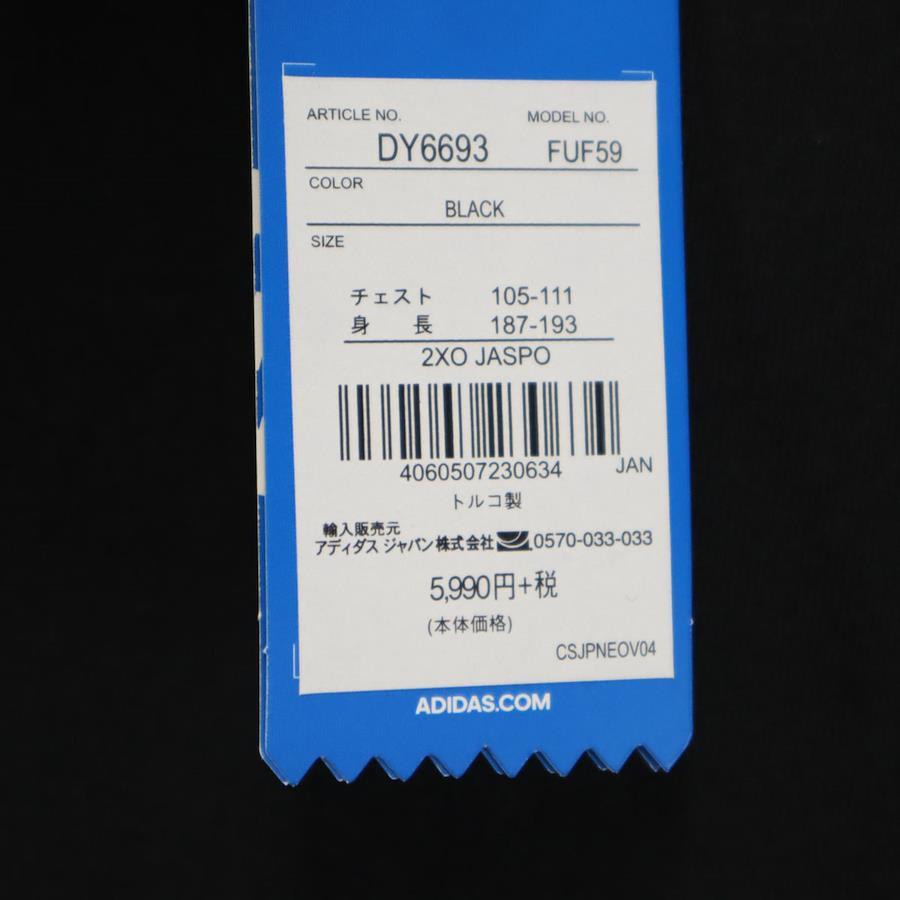 ARTICLE NO. MODEL NO.
DY6693 FUF59
COLOR
BLACK
SIZE
チェスト 105-111
身 長 187-193
2XO JASPO
4060507230634 JAN
トルコ製
輸入販売元
アディダス ジャパン株式会社 0570-033-033
5,990円+税
(本体価格)
CSJPNEOV04
ADIDAS.COM